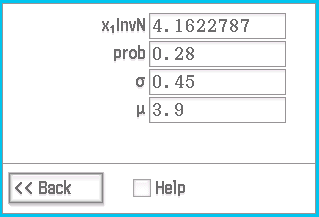 x₁InvN 4.1622787
prob 0.28
σ 0.45
μ 3.9
<< Back Help